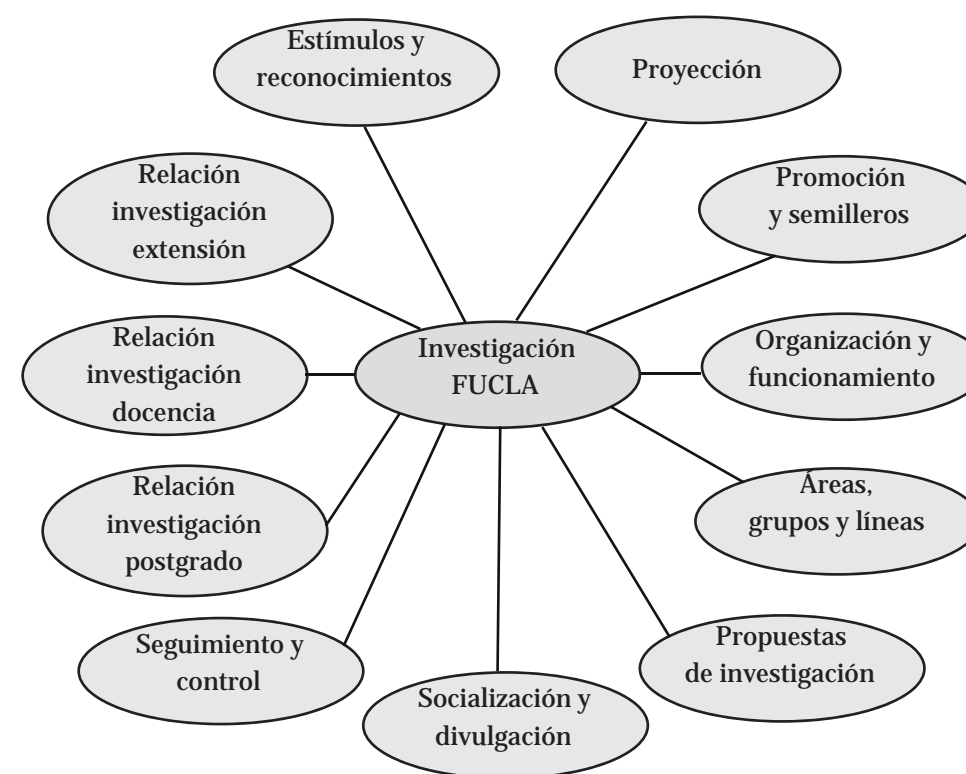 Estímulos y
reconocimientos
Proyección
Relación
investigación
extensión
Promoción
y semilleros
Relación
investigación
docencia
Investigación
FUCLA
Organización y
funcionamiento
Relación
investigación
postgrado
Áreas,
grupos y líneas
Seguimiento y
control
Socialización y
divulgación
Propuestas
de investigación